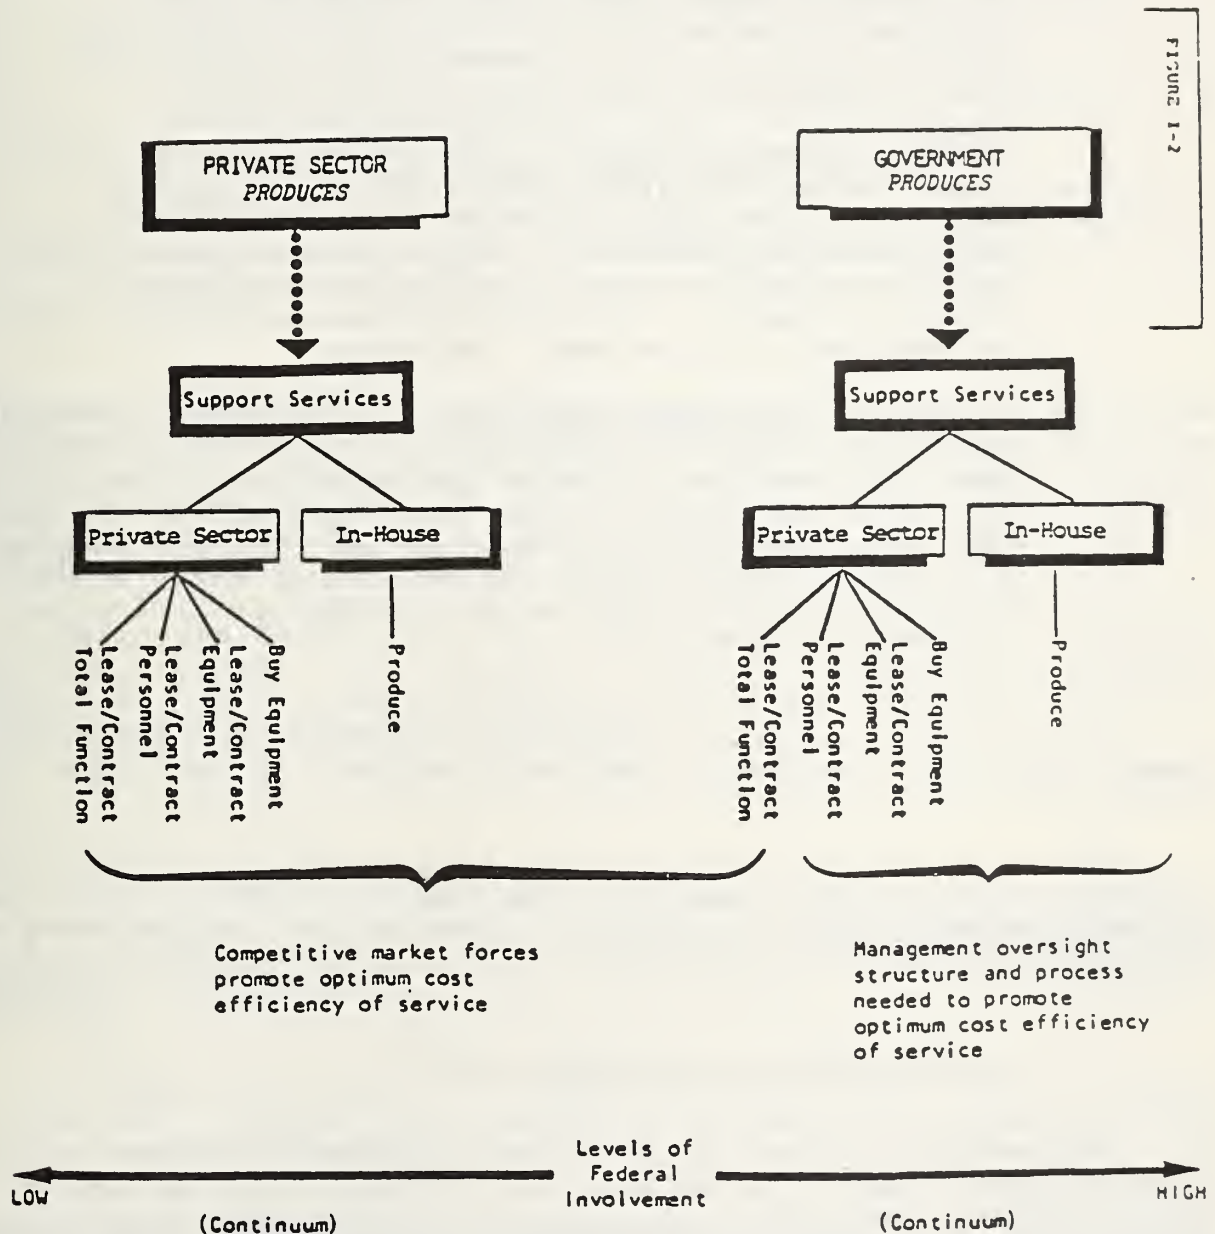 FIGURE I-2
PRIVATE SECTOR
PRODUCES
GOVERNMENT
PRODUCES
Support Services
Support Services
Private Sector
In-House
Private Sector
In-House
Lease/Contract
Total Function
Lease/Contract
Personnel
Lease/Contract
Equipment
Buy Equipment
Produce
Lease/Contract
Total Function
Lease/Contract
Personnel
Lease/Contract
Equipment
Buy Equipment
Produce
Competitive market forces
promote optimum cost
efficiency of service
Management oversight
structure and process
needed to promote
optimum cost efficiency
of service
Levels of
Federal
Involvement
LOW
HIGH
(Continuum)
(Continuum)